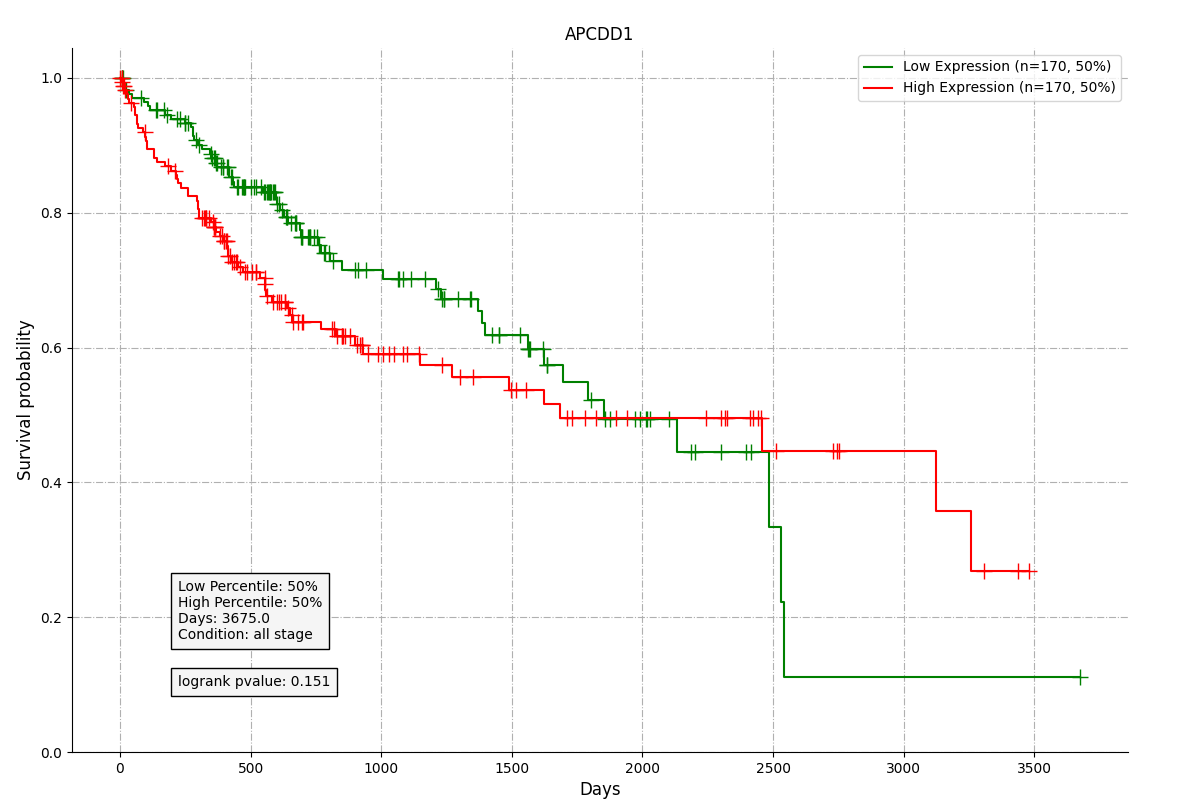 APCDD1
Low Expression (n=170, 50%)
High Expression (n=170, 50%)
Survival probability
1.0
0.8
0.6
0.4
0.2
0.0
Low Percentile: 50%
High Percentile: 50%
Days: 3675.0
Condition: all stage
logrank pvalue: 0.151
0 500 1000 1500 2000 2500 3000 3500
Days